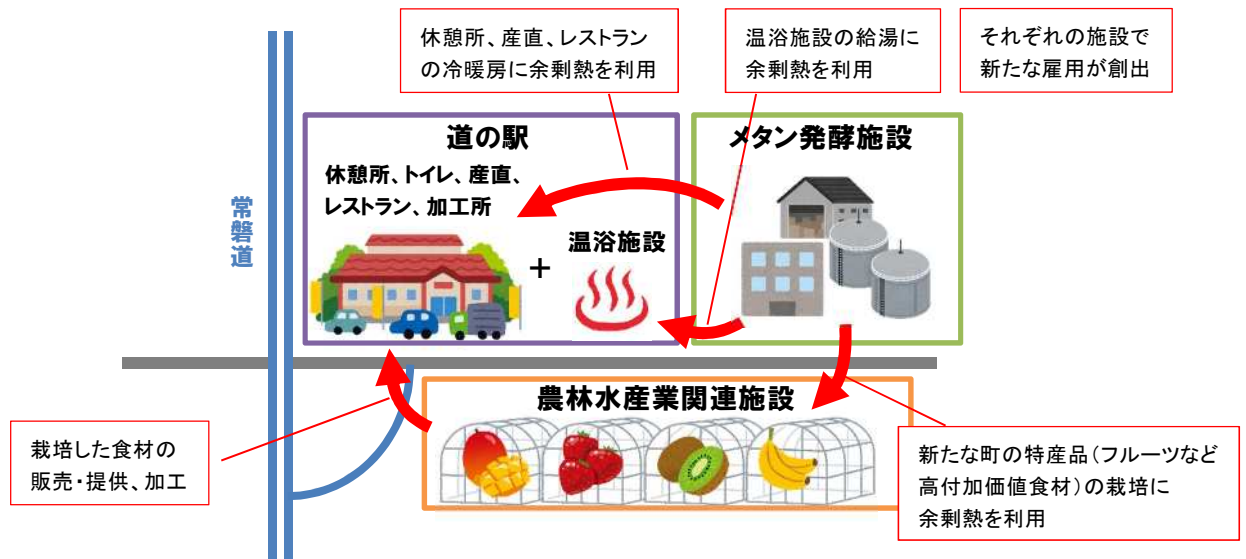 休憩所、産直、レストラン
の冷暖房に余剰熱を利用
温浴施設の給湯に
余剰熱を利用
それぞれの施設で
新たな雇用が創出
道の駅
休憩所、トイレ、産直、
レストラン、加工所
+
温浴施設
メタン発酵施設
常磐道
農林水産業関連施設
栽培した食材の
販売・提供、加工
新たな町の特産品（フルーツなど
高付加価値食材）の栽培に
余剰熱を利用